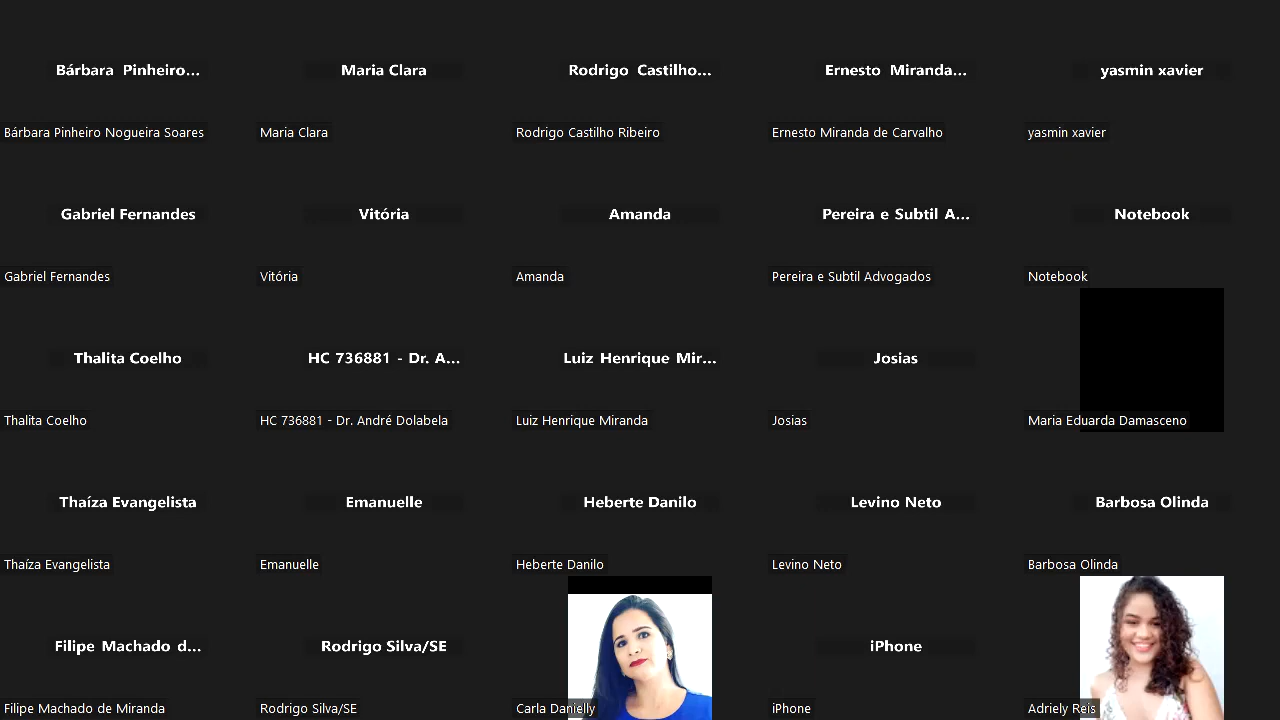 Bárbara Pinheiro...
Maria Clara
Rodrigo Castilho...
Ernesto Miranda...
yasmin xavier
Bárbara Pinheiro Nogueira Soares
Maria Clara
Rodrigo Castilho Ribeiro
Ernesto Miranda de Carvalho
yasmin xavier
Gabriel Fernandes
Vitória
Amanda
Pereira e Subtil A...
Notebook
Gabriel Fernandes
Vitória
Amanda
Pereira e Subtil Advogados
Notebook
Thalita Coelho
HC 736881 - Dr. A...
Luiz Henrique Mir...
Josias
Thalita Coelho
HC 736881 - Dr. André Dolabela
Luiz Henrique Miranda
Josias
Maria Eduarda Damasceno
Thaíza Evangelista
Emanuelle
Heberte Danilo
Levino Neto
Barbosa Olinda
Thaíza Evangelista
Emanuelle
Heberte Danilo
Levino Neto
Barbosa Olinda
Filipe Machado d...
Rodrigo Silva/SE
iPhone
Filipe Machado de Miranda
Rodrigo Silva/SE
Carla Danielly
iPhone
Adriely Reis